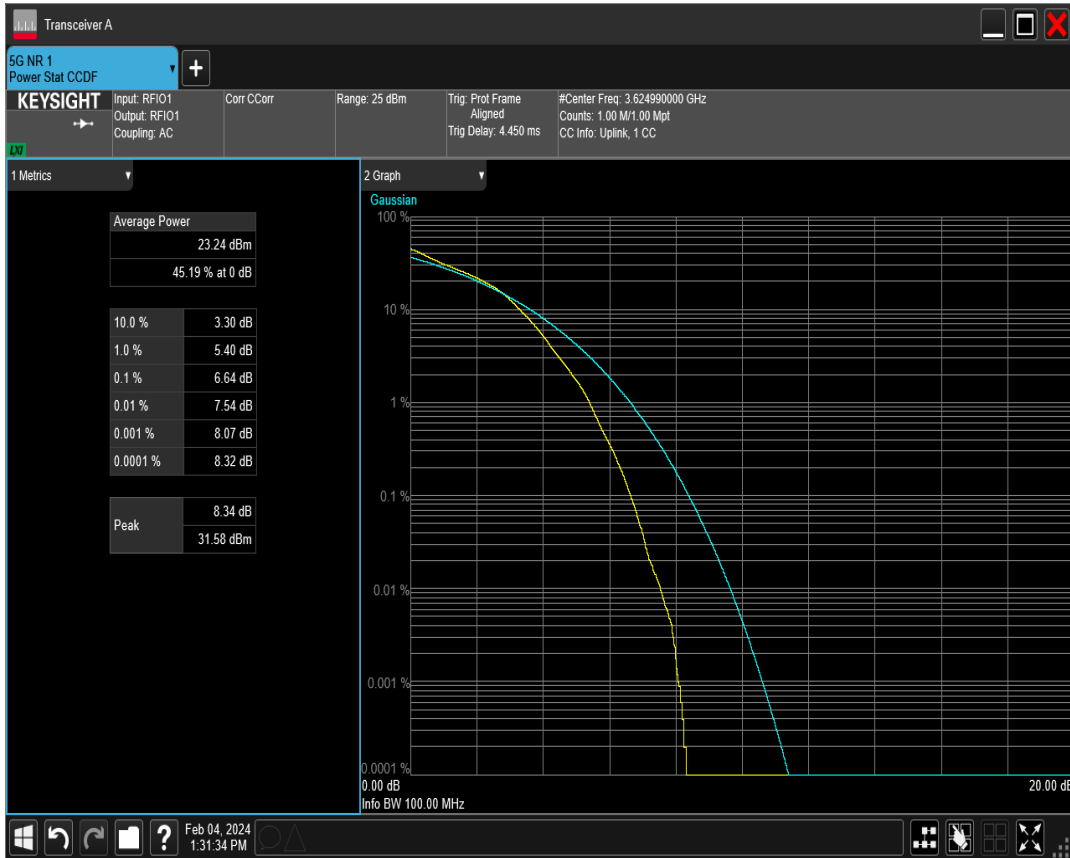 Transceiver A
5G NR 1
Power Stat CCDF
KEYSIGHT
LXI
Input: RFIO1
Output: RFIO1
Coupling: AC
Corr CCorr
Range: 25 dBm
Trig: Prot Frame
Aligned
Trig Delay: 4.450 ms
#Center Freq: 3.624990000 GHz
Counts: 1.00 M/1.00 Mpt
CC Info: Uplink, 1 CC
1 Metrics
Average Power
23.24 dBm
45.19 % at 0 dB
10.0 % 3.30 dB
1.0 % 5.40 dB
0.1 % 6.64 dB
0.01 % 7.54 dB
0.001 % 8.07 dB
0.0001 % 8.32 dB
Peak 8.34 dB
31.58 dBm
2 Graph
Gaussian
100 %
10 %
1 %
0.1 %
0.01 %
0.001 %
0.0001 %
0.00 dB 20.00 dB
Info BW 100.00 MHz
? Feb 04, 2024
1:31:34 PM